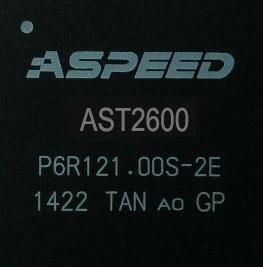 ASPEED
AST2600
P6R121.00S-2E
1422 TAN A0 GP